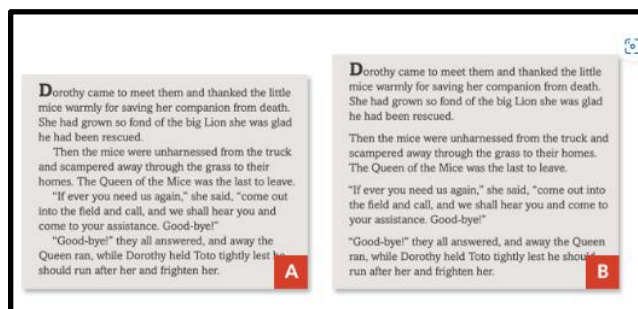 Dorothy came to meet them and thanked the little
mice warmly for saving her companion from death.
She had grown so fond of the big Lion she was glad
he had been rescued.
Then the mice were unharnessed from the truck
and scampered away through the grass to their
homes. The Queen of the Mice was the last to leave.
“If ever you need us again,” she said, “come out
into the field and call, and we shall hear you and
come to your assistance. Good-bye!”
“Good-bye!” they all answered, and away the
Queen ran, while Dorothy held Toto tightly lest he
should run after her and frighten her.
A
Dorothy came to meet them and thanked the little
mice warmly for saving her companion from death.
She had grown so fond of the big Lion she was glad
he had been rescued.
Then the mice were unharnessed from the truck and
scampered away through the grass to their homes.
The Queen of the Mice was the last to leave.
“If ever you need us again,” she said, “come out into
the field and call, and we shall hear you and come to
your assistance. Good-bye!”
“Good-bye!” they all answered, and away the Queen
ran, while Dorothy held Toto tightly lest he should
run after her and frighten her.
B